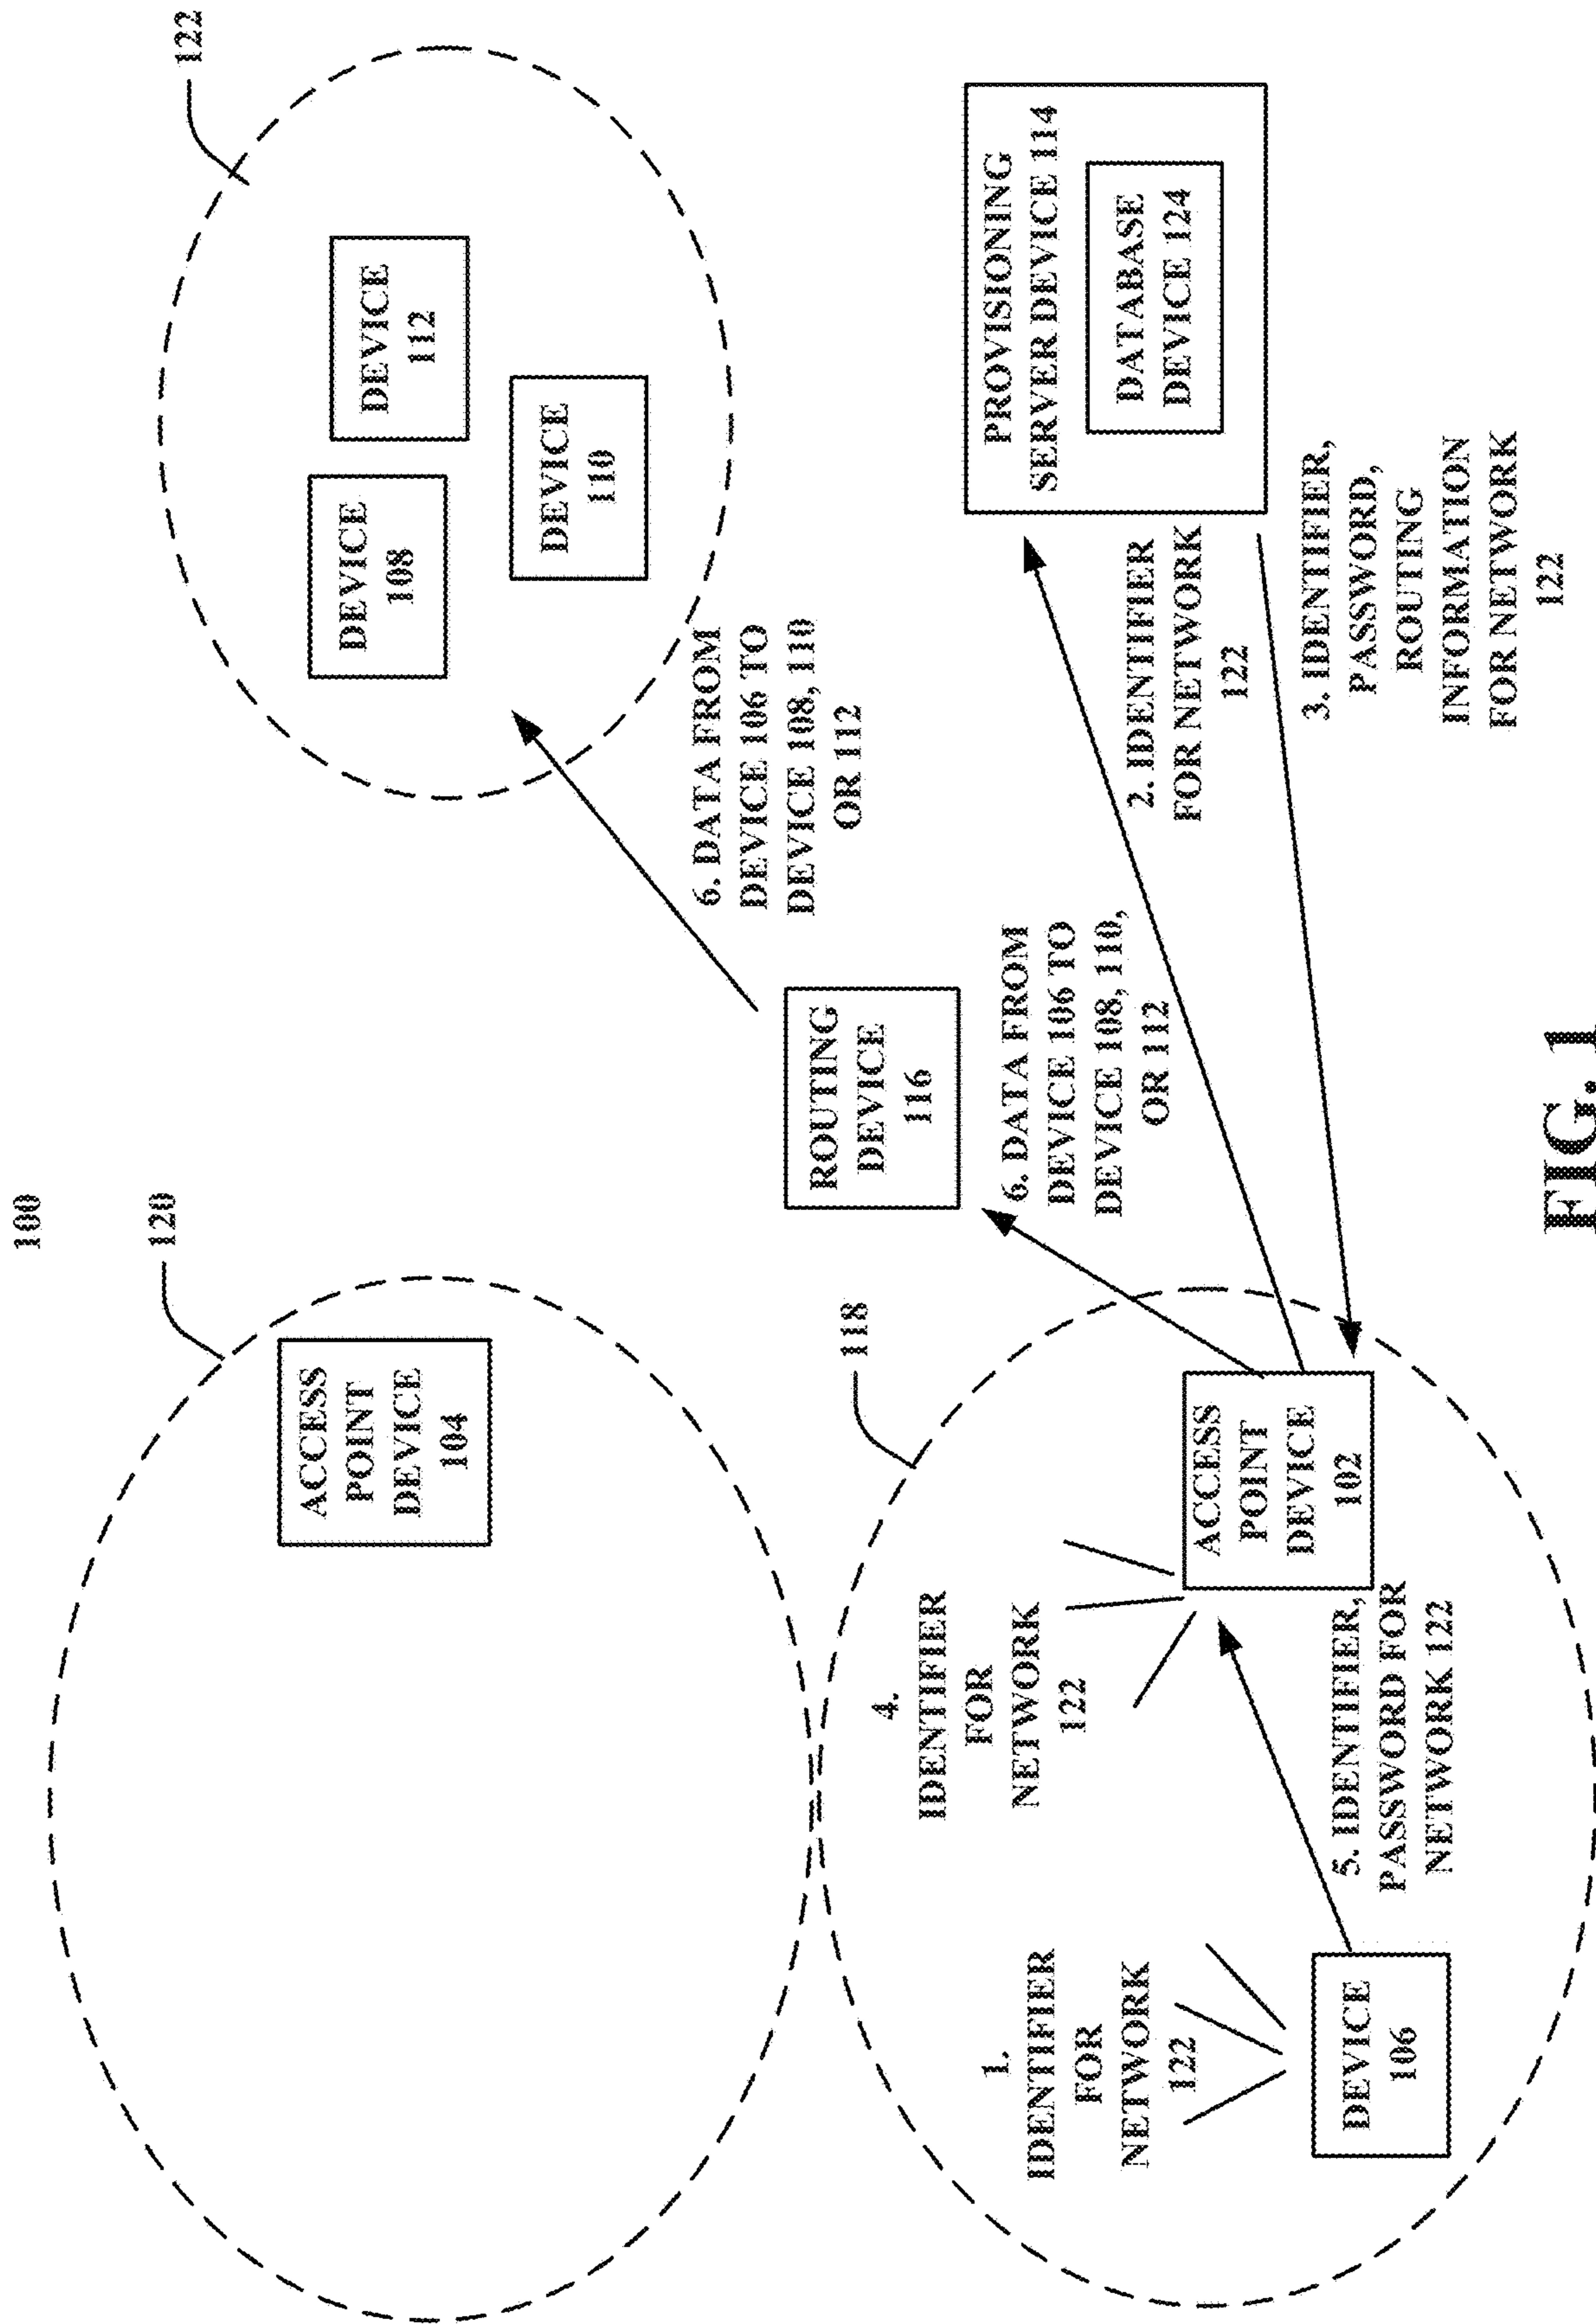 100
120
ACCESS
POINT
DEVICE
104
122
DEVICE
108
DEVICE
112
DEVICE
110
6. DATA FROM
DEVICE 106 TO
DEVICE 108, 110
OR 112
ROUTING
DEVICE
116
118
4.
IDENTIFIER
FOR
NETWORK
122
1.
IDENTIFIER
FOR
NETWORK
122
ACCESS
POINT
DEVICE
102
DEVICE
106
5. IDENTIFIER,
PASSWORD FOR
NETWORK 122
6. DATA FROM
DEVICE 106 TO
DEVICE 108, 110,
OR 112
PROVISIONING
SERVER DEVICE 114
DATABASE
DEVICE 124
2. IDENTIFIER
FOR NETWORK
122
3. IDENTIFIER,
PASSWORD,
ROUTING
INFORMATION
FOR NETWORK
122
FIG. 1